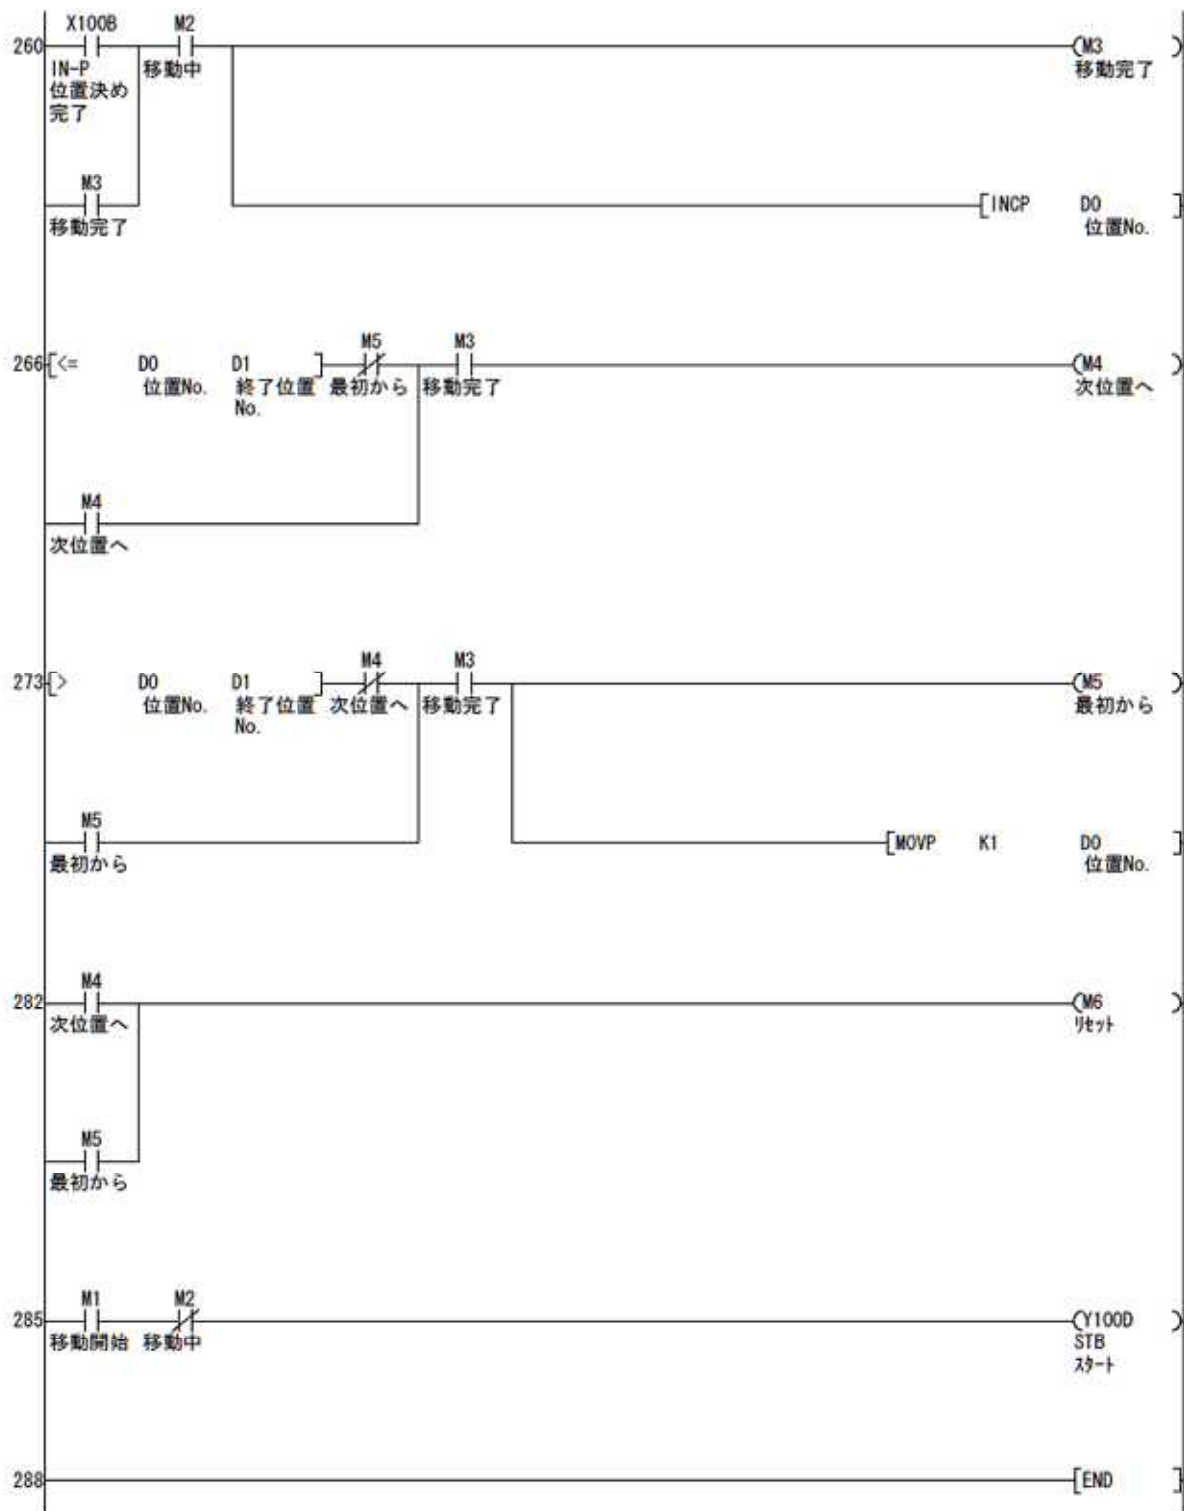 X100B M2
260 (M3 )
IN-P 移動中 移動完了
位置決め
完了
M3
[INCP D0 ]
移動完了 位置No.
M5 M3
266 [<= D0 D1 ] (M4 )
位置No. 終了位置 最初から 移動完了 次位置へ
No.
M4
次位置へ
M4 M3
273 [> D0 D1 ] (M5 )
位置No. 終了位置 次位置へ 移動完了 最初から
No.
M5
[MOVP K1 D0 ]
最初から 位置No.
M4
282 (M6 )
次位置へ ﾘｾｯﾄ
M5
最初から
M1 M2
285 (Y100D )
移動開始 移動中 STB
ｽﾀｰﾄ
288 [END ]